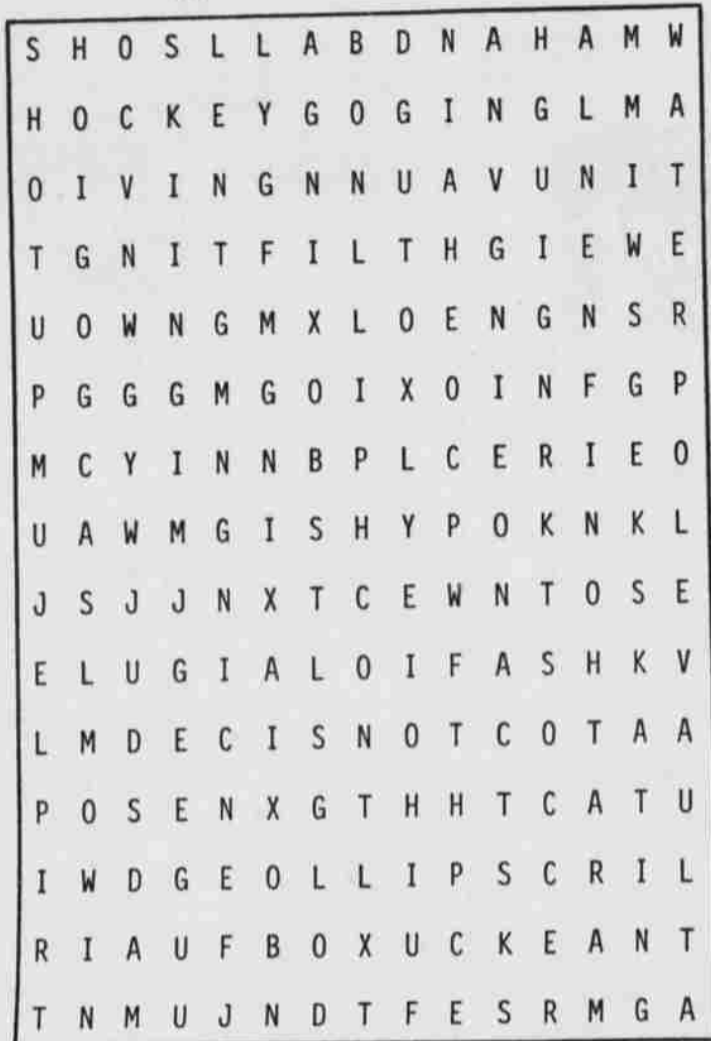 S H O S L L A B D N A H A M W
H O C K E Y G O G I N G L M A
O I V I N G N N U A V U N I T
T G N I T F I L T H G I E W E
U O W N G M X L O E N G N S R
P G G G M G O I X O I N F G P
M C Y I N N B P L C E R I E O
U A W M G I S H Y P O K N K L
J S J J N X T C E W N T O S E
E L U G I A L O I F A S H K V
L M D E C I S N O T C O T A A
P O S E N X G T H H T C A T U
I W D G E O L L I P S C R I L
R I A U F B O X U C K E A N T
T N M U J N D T F E S R M G A